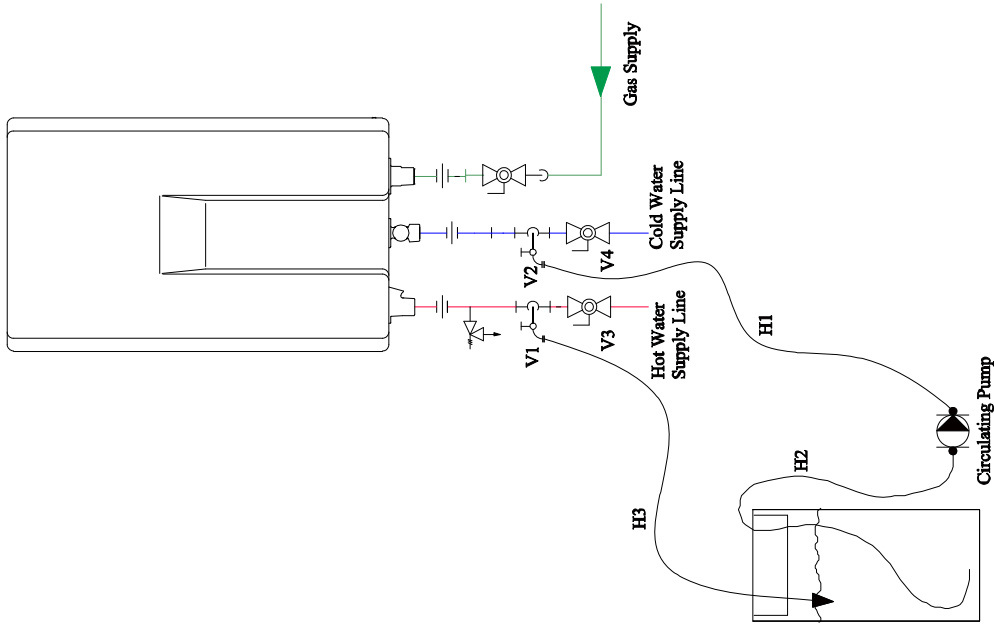 Gas Supply
Cold Water
Supply Line
V2
V4
Hot Water
Supply Line
V1
V3
H1
H2
H3
Circulating Pump